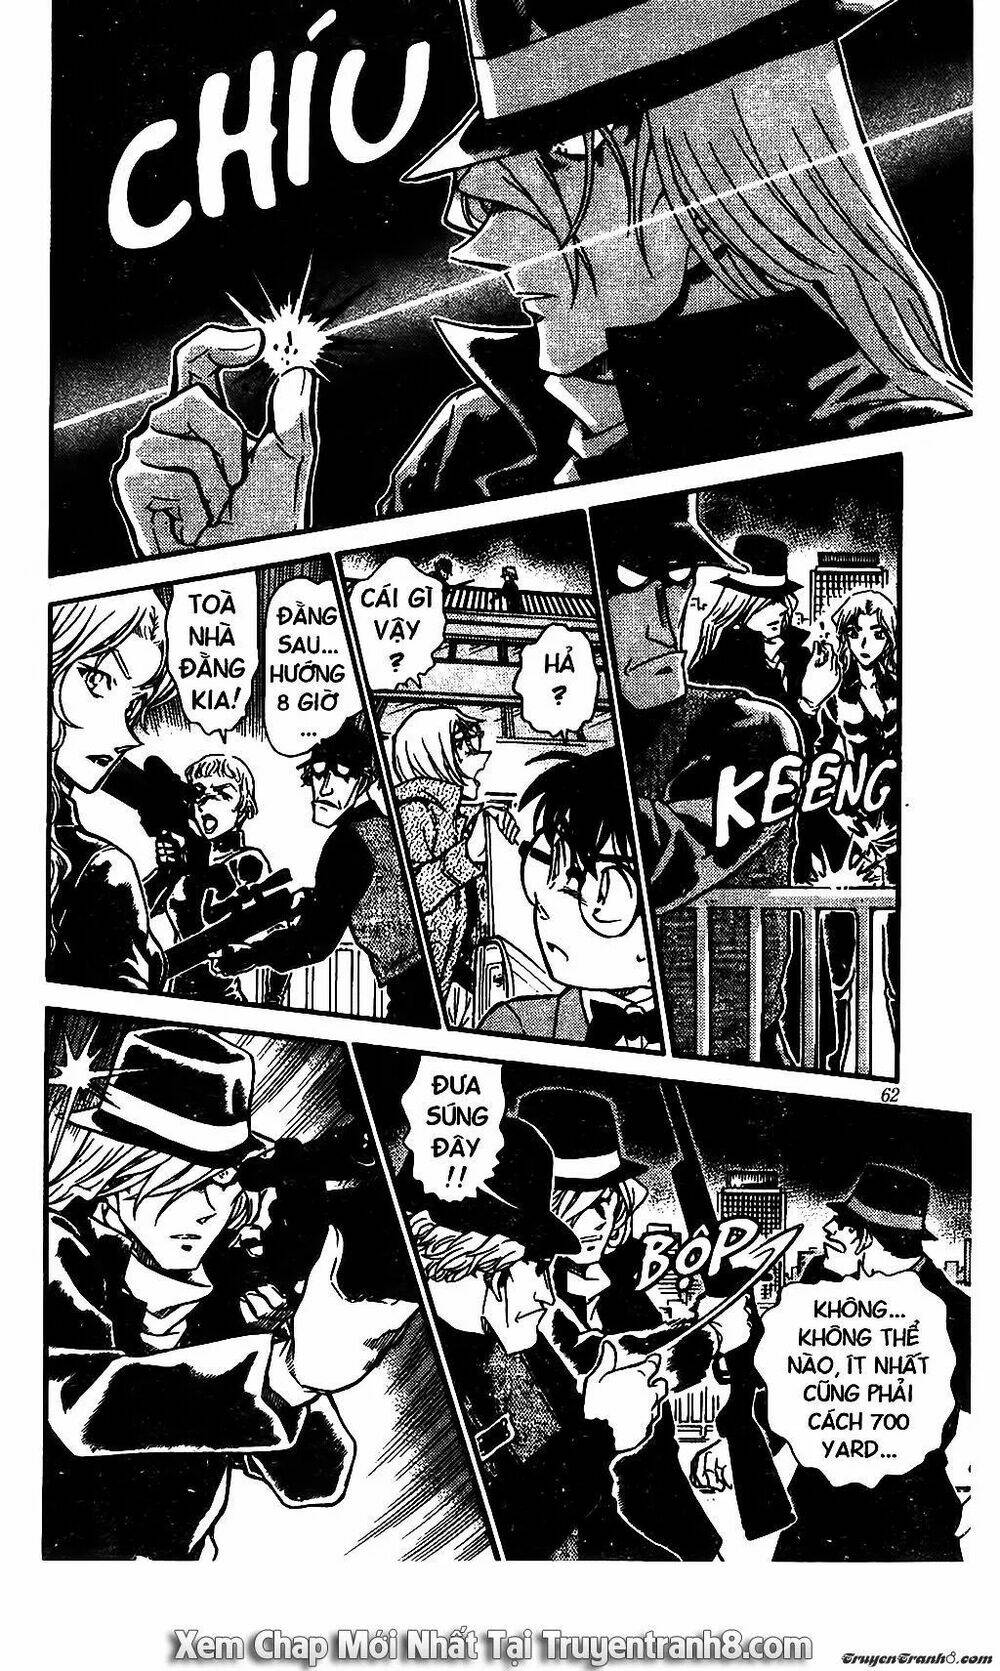 CHÍU
KEENG
HẢ
?
CÁI GÌ
VẬY
?
ĐẰNG
SAU...
HƯỚNG
8 GIỜ
...
TOÀ
NHÀ
ĐẰNG
KIA!
62
ĐƯA
SÚNG
ĐÂY
!!
BỘP
KHÔNG...
KHÔNG THỂ
NÀO, ÍT NHẤT
CŨNG PHẢI
CÁCH 700
YARD...
Xem Chap Mới Nhất Tại Truyentranh8.com
TruyenTranh8.com